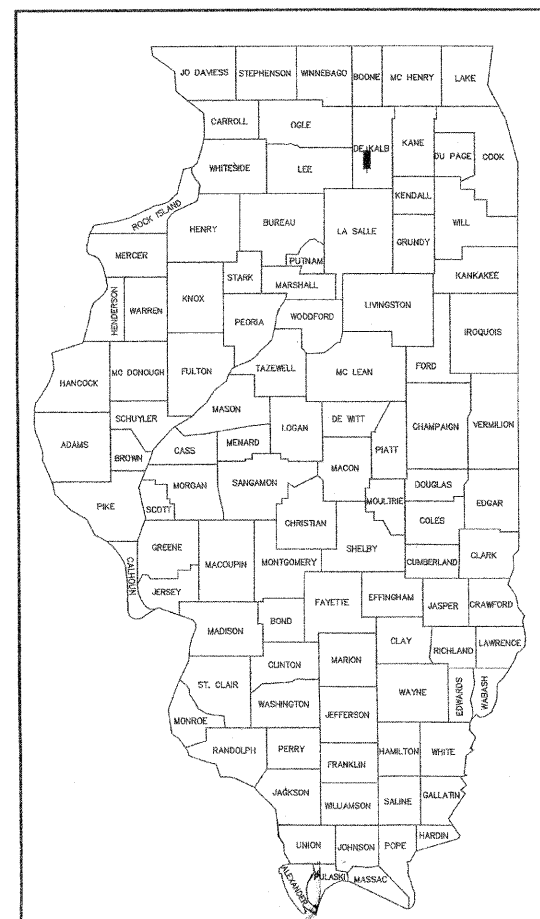 JO DAVIESS STEPHENSON WINNEBAGO BOONE MC HENRY LAKE
CARROLL OGLE DE KALB KANE DU PAGE COOK
WHITESIDE LEE
KENDALL
ROCK ISLAND HENRY BUREAU LA SALLE GRUNDY WILL
MERCER PUTNAM
STARK MARSHALL KANKAKEE
HENDERSON WARREN KNOX PEORIA WOODFORD LIVINGSTON IROQUOIS
HANCOCK MC DONOUGH FULTON TAZEWELL MC LEAN FORD
MASON
SCHUYLER LOGAN DE WITT CHAMPAIGN VERMILION
ADAMS BROWN CASS MENARD MACON PIATT
MORGAN SANGAMON DOUGLAS
PIKE SCOTT CHRISTIAN MOULTRIE COLES EDGAR
GREENE MACOUPIN MONTGOMERY SHELBY CUMBERLAND CLARK
CALHOUN JERSEY
FAYETTE EFFINGHAM JASPER CRAWFORD
MADISON BOND
CLAY RICHLAND LAWRENCE
CLINTON MARION
ST. CLAIR WAYNE EDWARDS WABASH
WASHINGTON
MONROE JEFFERSON
RANDOLPH PERRY HAMILTON WHITE
FRANKLIN
JACKSON SALINE GALLATIN
WILLIAMSON
UNION JOHNSON POPE HARDIN
ALEXANDER PULASKI MASSAC